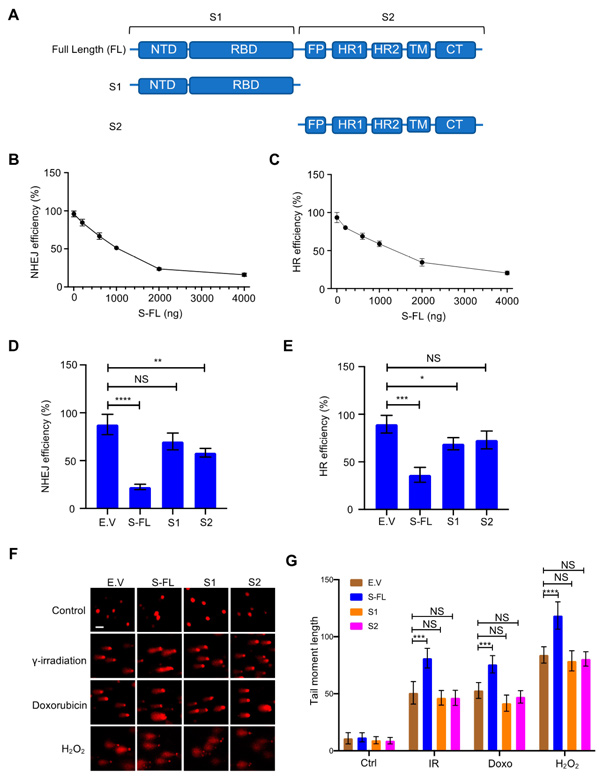 A
S1 S2
Full Length (FL) NTD RBD FP HR1 HR2 TM CT
S1 NTD RBD
S2 FP HR1 HR2 TM CT
B
NHEJ efficiency (%)
150
100
50
0
0 1000 2000 3000 4000
S-FL (ng)
C
HR efficiency (%)
150
100
50
0
0 1000 2000 3000 4000
S-FL (ng)
D
NHEJ efficiency (%)
150
100
50
0
**
NS
****
E.V S-FL S1 S2
E
HR efficiency (%)
150
100
50
0
NS
*
***
E.V S-FL S1 S2
F
E.V S-FL S1 S2
Control
γ-irradiation
Doxorubicin
H₂O₂
G
E.V
S-FL
S1
S2
Tail moment length
150
100
50
0
NS
NS
***
NS
NS
***
NS
NS
****
Ctrl IR Doxo H₂O₂